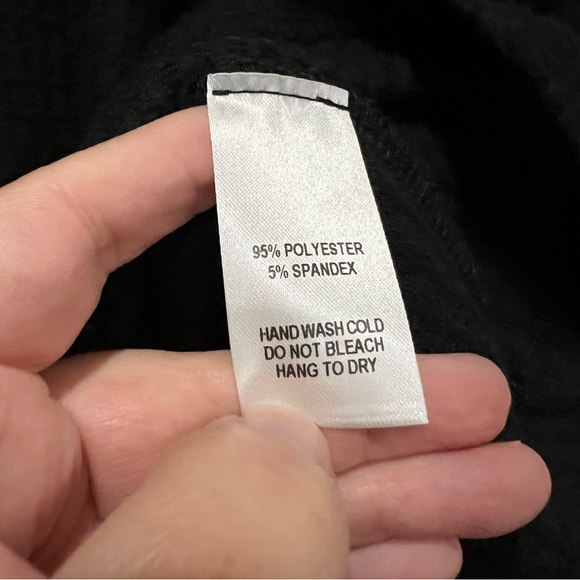 95% POLYESTER
5% SPANDEX
HAND WASH COLD
DO NOT BLEACH
HANG TO DRY